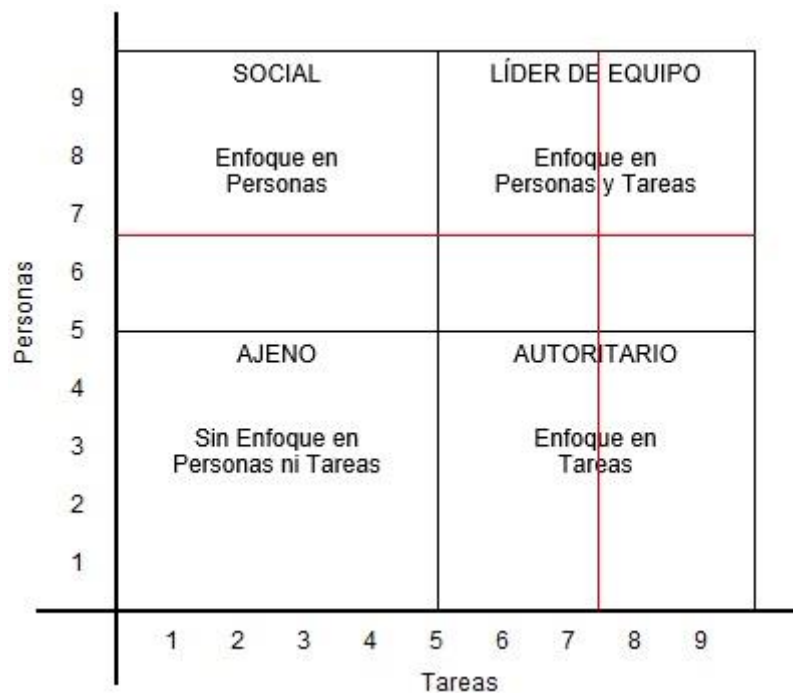 SOCIAL
LÍDER DE EQUIPO
Enfoque en
Personas
Enfoque en
Personas y Tareas
AJENO
AUTORITARIO
Sin Enfoque en
Personas ni Tareas
Enfoque en
Tareas
Personas
9
8
7
6
5
4
3
2
1
1 2 3 4 5 6 7 8 9
Tareas